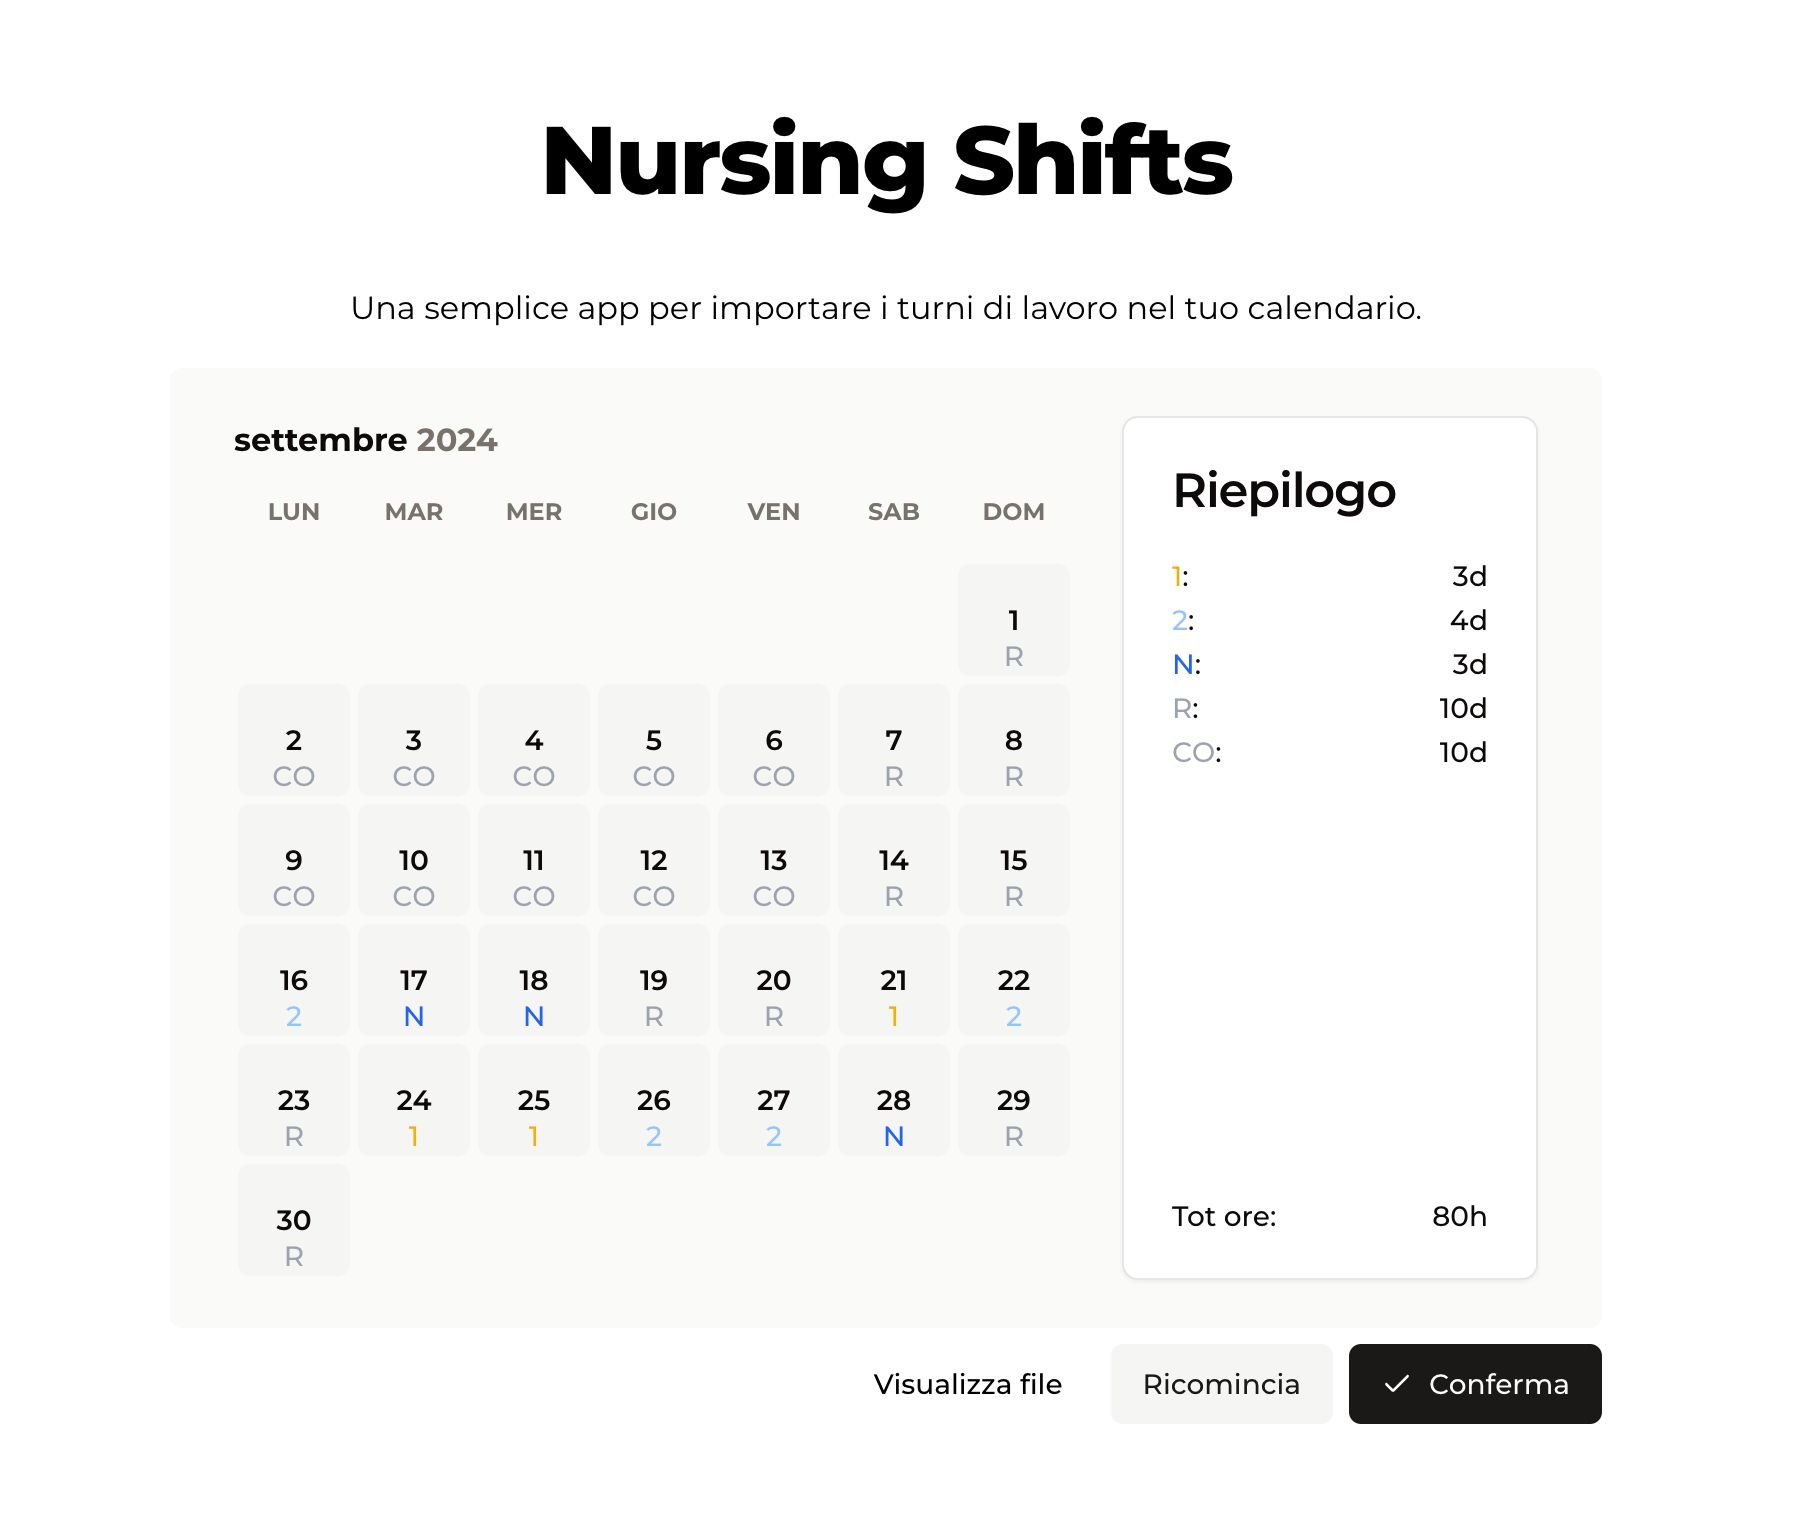 Nursing Shifts
Una semplice app per importare i turni di lavoro nel tuo calendario.
settembre 2024
LUN MAR MER GIO VEN SAB DOM
1
R
2 3 4 5 6 7 8
CO CO CO CO CO R R
9 10 11 12 13 14 15
CO CO CO CO CO R R
16 17 18 19 20 21 22
2 N N R R 1 2
23 24 25 26 27 28 29
R 1 1 2 2 N R
30
R
Riepilogo
1: 3d
2: 4d
N: 3d
R: 10d
CO: 10d
Tot ore: 80h
Visualizza file Ricomincia Conferma